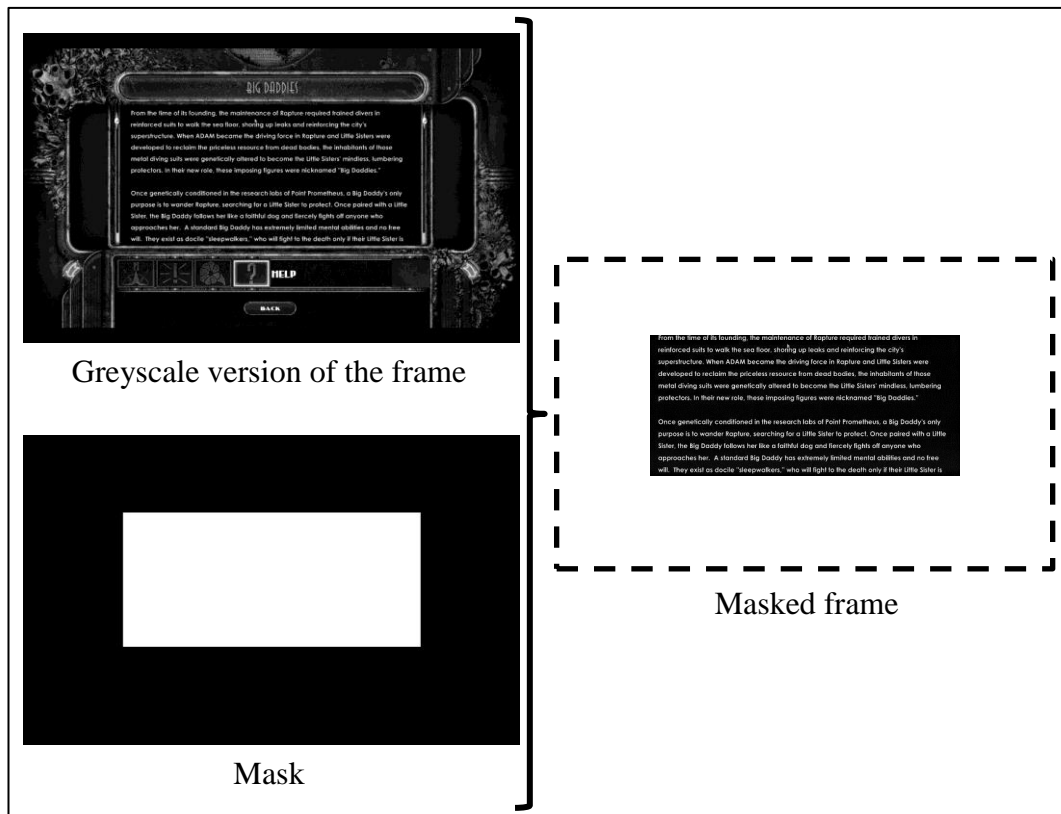 BIG DADDIES
From the time of its founding, the maintenance of Rapture required trained divers in
reinforced suits to walk the sea floor, shoring up leaks and reinforcing the city's
superstructure. When ADAM became the driving force in Rapture and Little Sisters were
developed to reclaim the priceless resource from dead bodies, the inhabitants of those
metal diving suits were genetically altered to become the Little Sisters' mindless, lumbering
protectors. In their new role, these imposing figures were nicknamed "Big Daddies."
Once genetically conditioned in the research labs of Point Prometheus, a Big Daddy's only
purpose is to wander Rapture, searching for a Little Sister to protect. Once paired with a Little
Sister, the Big Daddy follows her like a faithful dog and fiercely fights off anyone who
approaches her. A standard Big Daddy has extremely limited mental abilities and no free
will. They exist as docile "sleepwalkers," who will fight to the death only if their Little Sister is
? HELP
BACK
Greyscale version of the frame
Mask
From the time of its founding, the maintenance of Rapture required trained divers in
reinforced suits to walk the sea floor, shoring up leaks and reinforcing the city's
superstructure. When ADAM became the driving force in Rapture and Little Sisters were
developed to reclaim the priceless resource from dead bodies, the inhabitants of those
metal diving suits were genetically altered to become the Little Sisters' mindless, lumbering
protectors. In their new role, these imposing figures were nicknamed "Big Daddies."
Once genetically conditioned in the research labs of Point Prometheus, a Big Daddy's only
purpose is to wander Rapture, searching for a Little Sister to protect. Once paired with a Little
Sister, the Big Daddy follows her like a faithful dog and fiercely fights off anyone who
approaches her. A standard Big Daddy has extremely limited mental abilities and no free
will. They exist as docile "sleepwalkers," who will fight to the death only if their Little Sister is
Masked frame